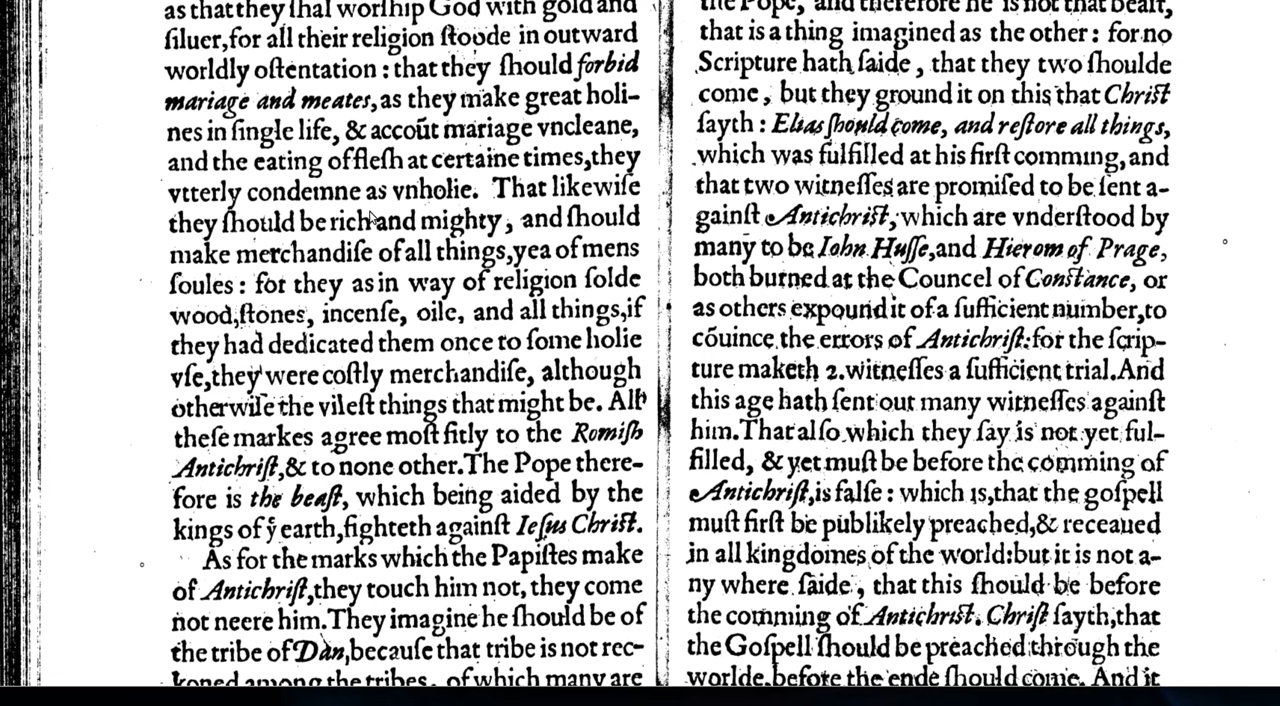 as that they ſhal worſhip God with gold and
ſiluer,for all their religion ſtoode in outward
worldly oſtentation : that they ſhould forbid
mariage and meates,as they make great holi-
nes in ſingle life, & accoūt mariage vncleane,
and the eating of fleſh at certaine times,they
vtterly condemne as vnholie. That likewiſe
they ſhould be rich and mighty, and ſhould
make merchandiſe of all things,yea of mens
ſoules : for they as in way of religion ſolde
wood,ſtones, incenſe, oile, and all things,if
they had dedicated them once to ſome holie
vſe,they were coſtly merchandiſe, although
otherwiſe the vileſt things that might be. All
theſe markes agree moſt fitly to the Romiſh
Antichriſt,& to none other.The Pope there-
fore is the beaſt, which being aided by the
kings of ẏ earth,fighteth againſt Ieſus Chriſt.
As for the marks which the Papiſtes make
of Antichriſt,they touch him not, they come
not neere him.They imagine he ſhould be of
the tribe of Dan,becauſe that tribe is not rec-
koned among the tribes, of which many are
the Pope, and therefore he is not that beaſt,
that is a thing imagined as the other : for no
Scripture hath ſaide, that they two ſhoulde
come, but they ground it on this that Chriſt
ſayth : Elias ſhould come, and reſtore all things,
which was fulfilled at his firſt comming,and
that two witneſſes are promiſed to be ſent a-
gainſt Antichriſt, which are vnderſtood by
many to be Iohn Huſſe,and Hierom of Prage,
both burned at the Councel of Conſtance, or
as others expound it of a ſufficient number,to
cōuince the errors of Antichriſt:for the ſcrip-
ture maketh 2.witneſſes a ſufficient trial.And
this age hath ſent out many witneſſes againſt
him.That alſo which they ſay is not yet ful-
filled, & yet muſt be before the comming of
Antichriſt,is falſe : which is,that the goſpell
muſt firſt be publikely preached,& receaued
in all kingdomes of the world:but it is not a-
ny where ſaide, that this ſhould be before
the comming of Antichriſt. Chriſt ſayth,that
the Goſpell ſhould be preached through the
worlde,before the ende ſhould come. And it